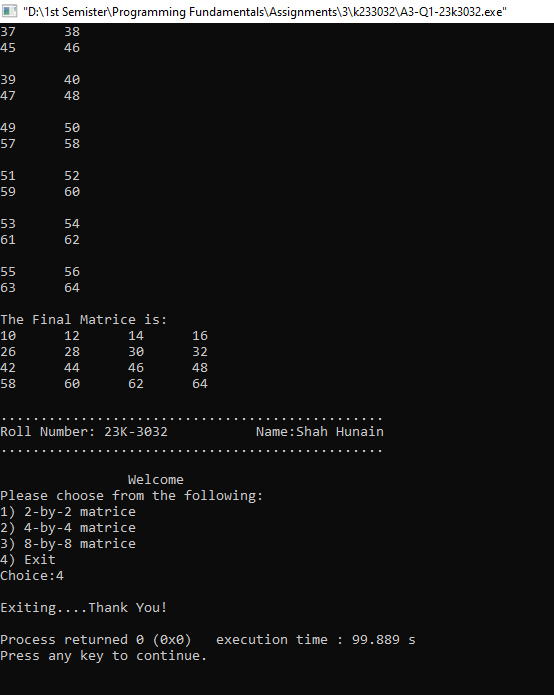 "D:\1st Semister\Programming Fundamentals\Assignments\3\k233032\A3-Q1-23k3032.exe"
37 38
45 46
39 40
47 48
49 50
57 58
51 52
59 60
53 54
61 62
55 56
63 64
The Final Matrice is:
10 12 14 16
26 28 30 32
42 44 46 48
58 60 62 64
................................................
Roll Number: 23K-3032 Name:Shah Hunain
................................................
Welcome
Please choose from the following:
1) 2-by-2 matrice
2) 4-by-4 matrice
3) 8-by-8 matrice
4) Exit
Choice:4
Exiting....Thank You!
Process returned 0 (0x0) execution time : 99.889 s
Press any key to continue.